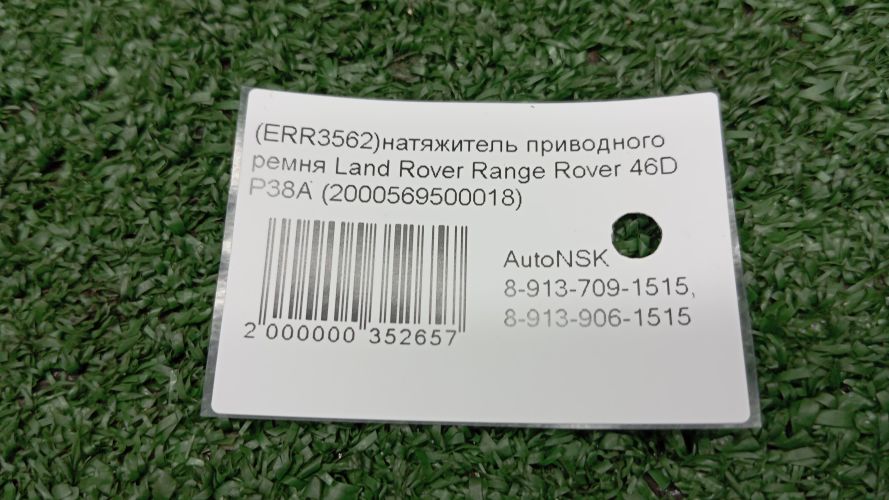 (ERR3562)натяжитель приводного
ремня Land Rover Range Rover 46D
P38A (2000569500018)
AutoNSK
8-913-709-1515,
8-913-906-1515
2 000000 352657